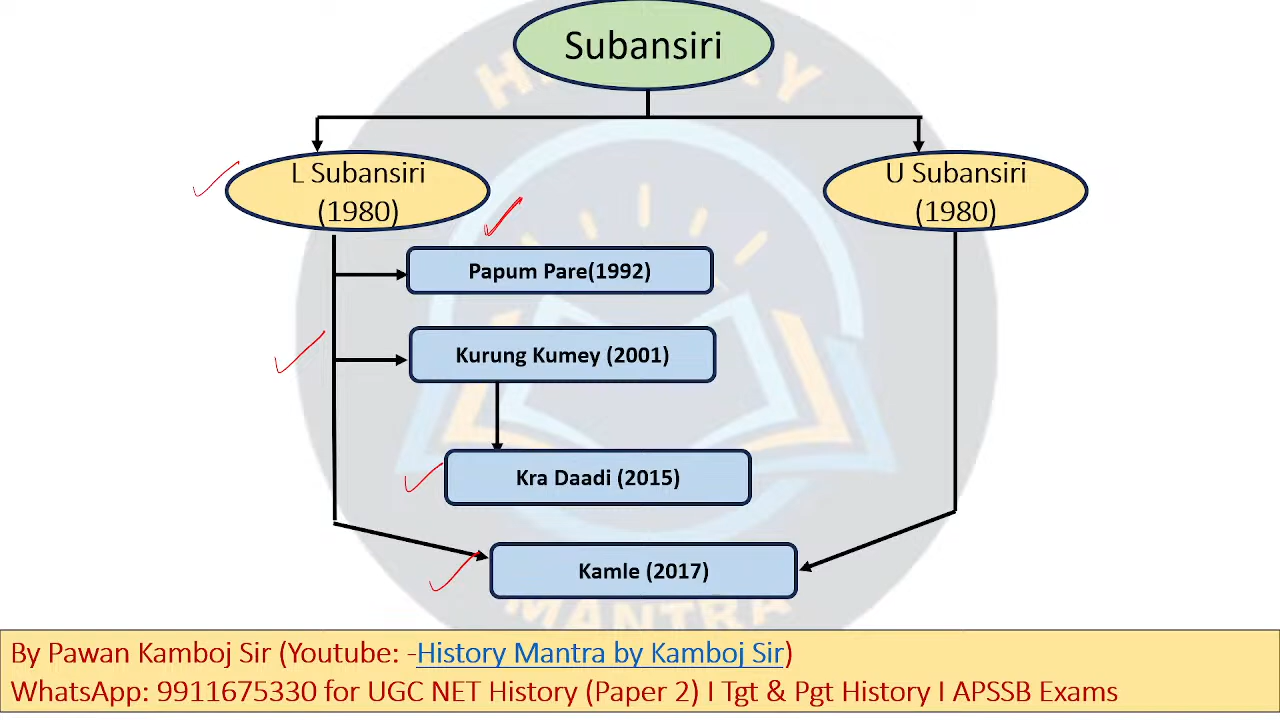 Subansiri
L Subansiri
(1980)
U Subansiri
(1980)
Papum Pare(1992)
Kurung Kumey (2001)
Kra Daadi (2015)
Kamle (2017)
MANTRA
By Pawan Kamboj Sir (Youtube: -History Mantra by Kamboj Sir)
WhatsApp: 9911675330 for UGC NET History (Paper 2) I Tgt & Pgt History I APSSB Exams